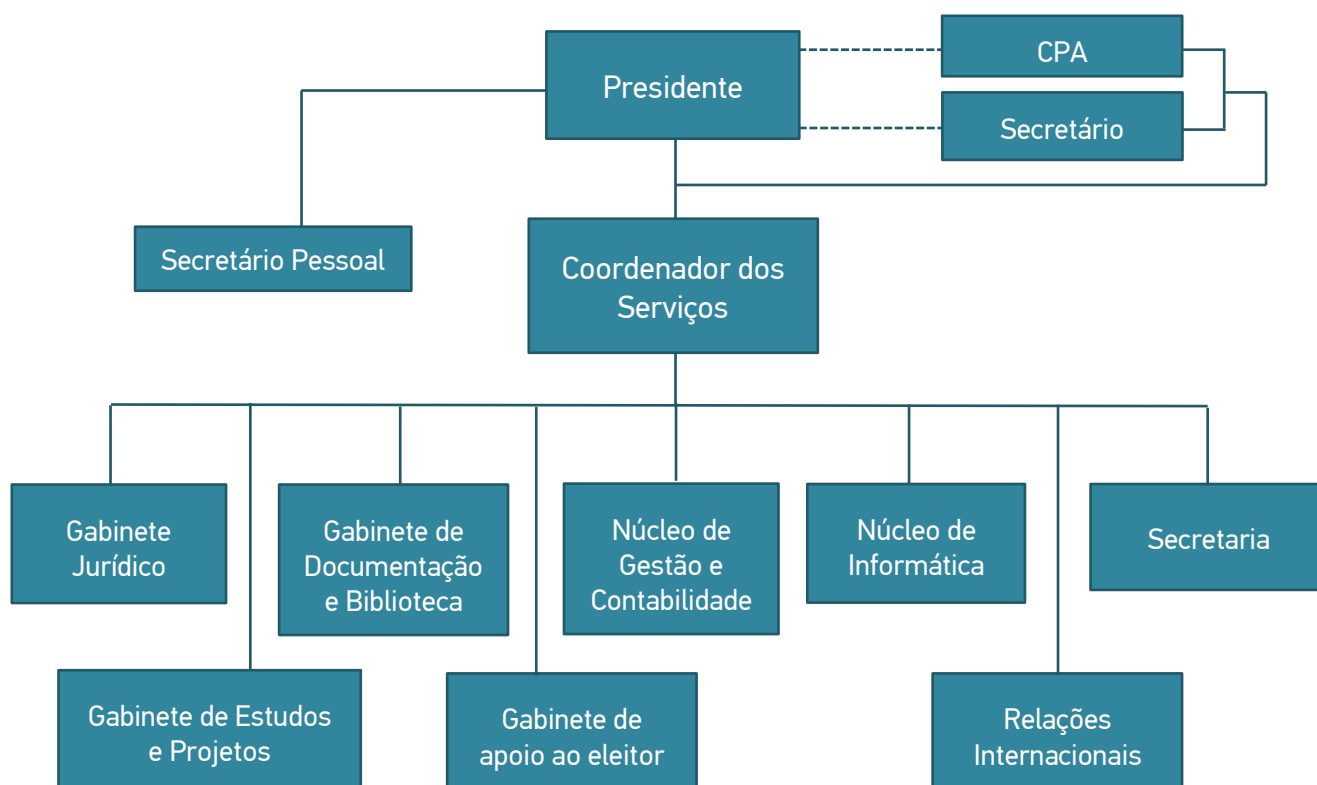 CPA
Presidente
Secretário
Secretário Pessoal
Coordenador dos
Serviços
Gabinete
Jurídico
Gabinete de
Documentação
e Biblioteca
Núcleo de
Gestão e
Contabilidade
Núcleo de
Informática
Secretaria
Gabinete de Estudos
e Projetos
Gabinete de
apoio ao eleitor
Relações
Internacionais